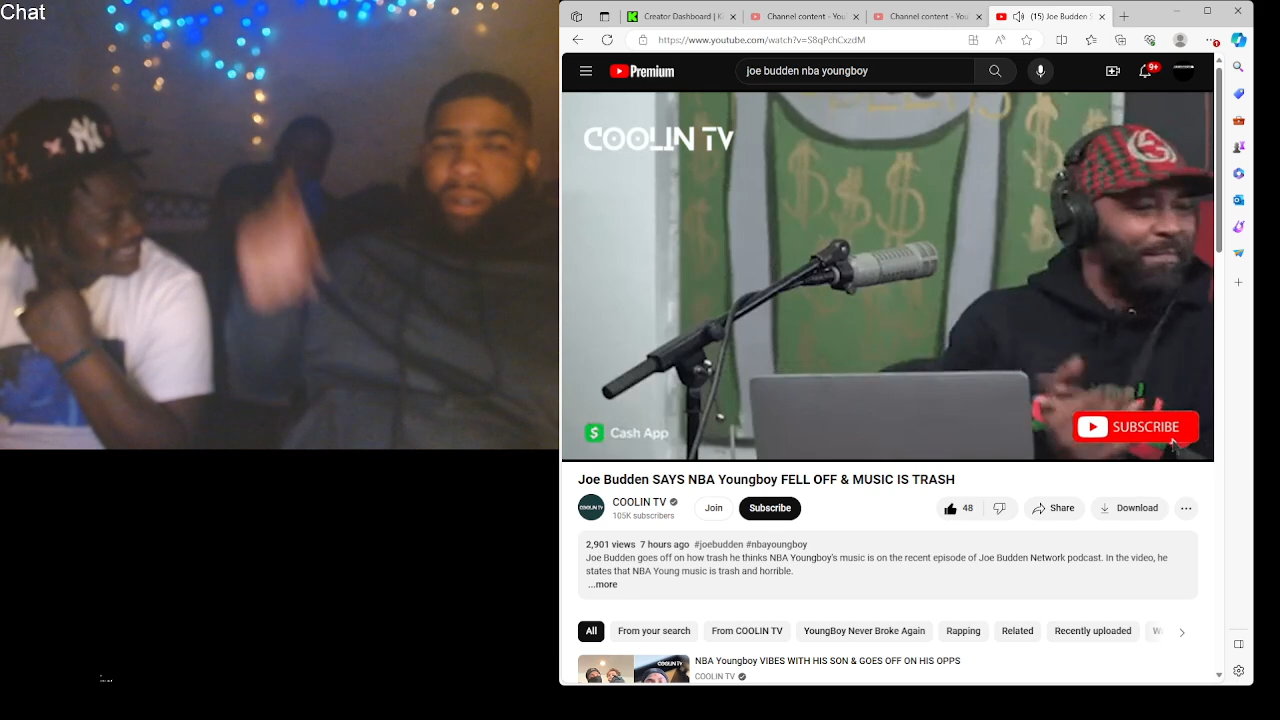 Chat
Creator Dashboard | K
Channel content - You
Channel content - You
(15) Joe Budden S
https://www.youtube.com/watch?v=S8qPchCxzdM
Premium
joe budden nba youngboy
9+
COOLIN TV
Cash App
SUBSCRIBE
Joe Budden SAYS NBA Youngboy FELL OFF & MUSIC IS TRASH
COOLIN TV
105K subscribers
Join
Subscribe
48
Share
Download
2,901 views 7 hours ago #joebudden #nbayoungboy
Joe Budden goes off on how trash he thinks NBA Youngboy's music is on the recent episode of Joe Budden Network podcast. In the video, he
states that NBA Young music is trash and horrible.
...more
All
From your search
From COOLIN TV
YoungBoy Never Broke Again
Rapping
Related
Recently uploaded
NBA Youngboy VIBES WITH HIS SON & GOES OFF ON HIS OPPS
COOLIN TV